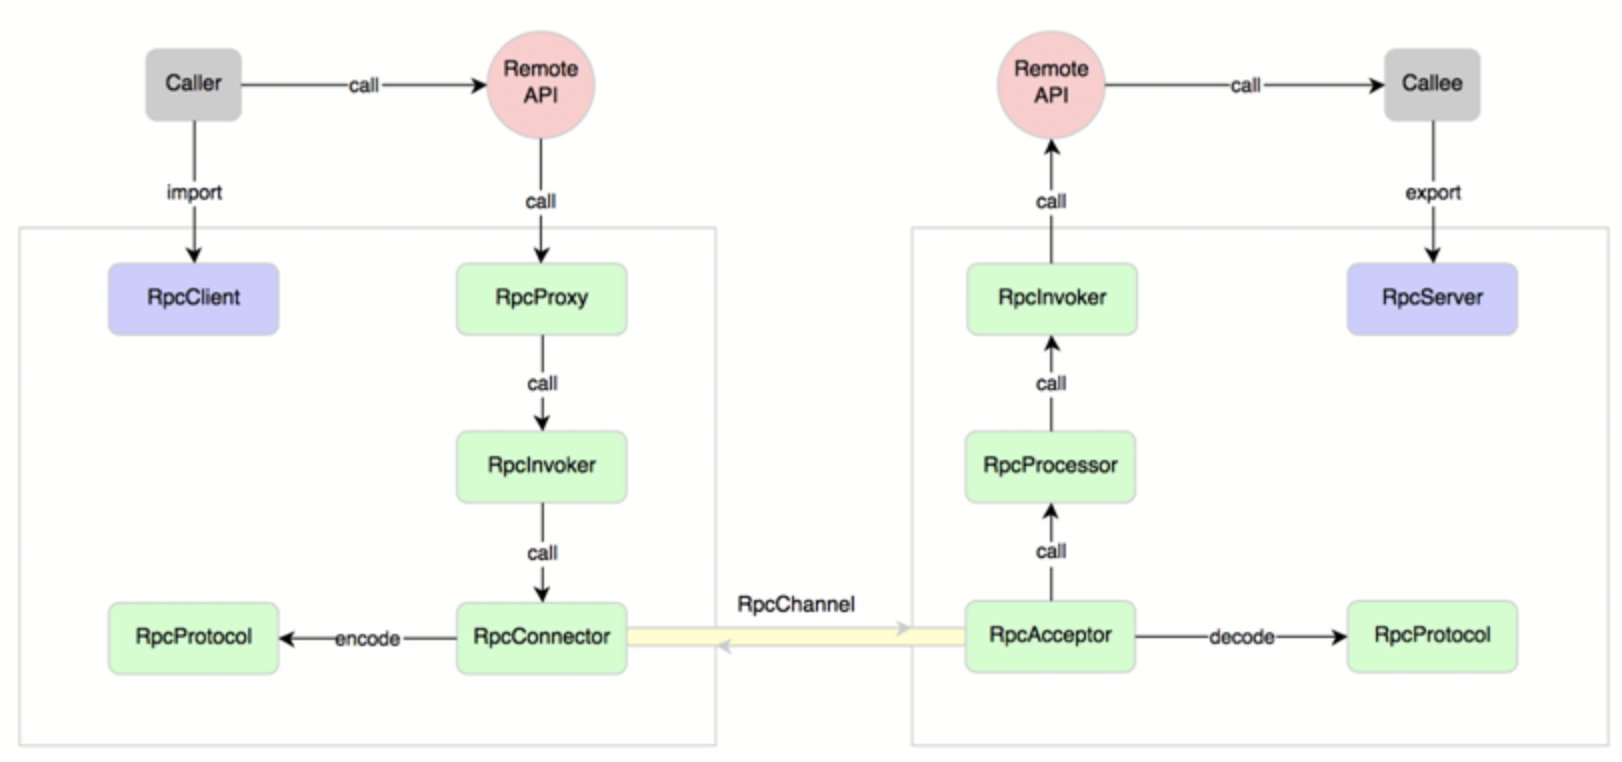 Caller
call
Remote
API
Remote
API
call
Callee
import
call
call
export
RpcClient
RpcProxy
RpcInvoker
RpcServer
call
call
RpcInvoker
RpcProcessor
call
call
RpcChannel
RpcProtocol
encode
RpcConnector
RpcAcceptor
decode
RpcProtocol